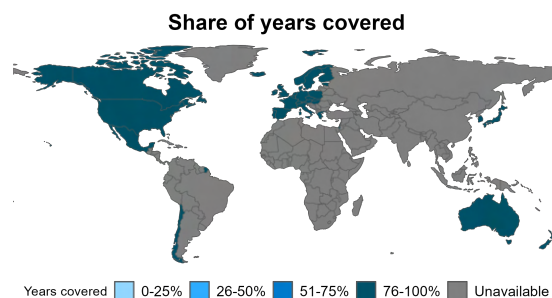 Share of years covered
Years covered 0-25% 26-50% 51-75% 76-100% Unavailable